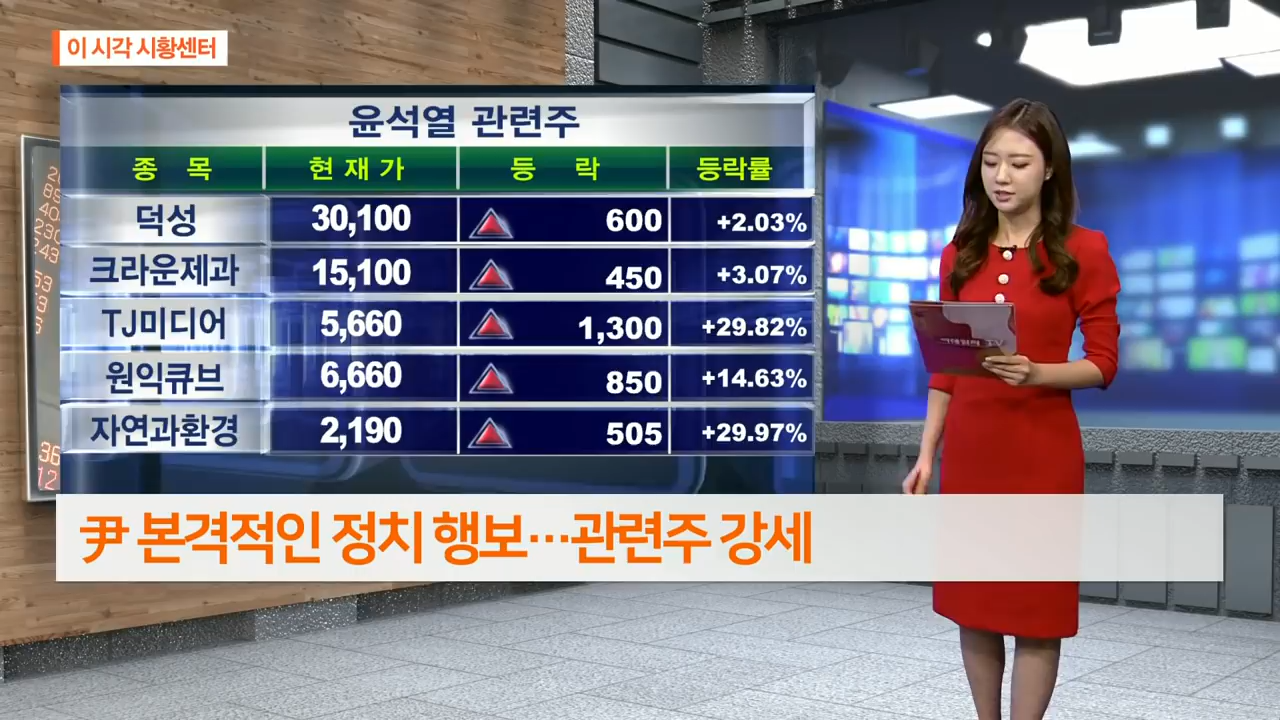 이 시각 시황센터
윤석열 관련주
종 목 현 재 가 등 락 등락률
덕성 30,100 ▲ 600 +2.03%
크라운제과 15,100 ▲ 450 +3.07%
TJ미디어 5,660 ▲ 1,300 +29.82%
원익큐브 6,660 ▲ 850 +14.63%
자연과환경 2,190 ▲ 505 +29.97%
尹 본격적인 정치 행보…관련주 강세